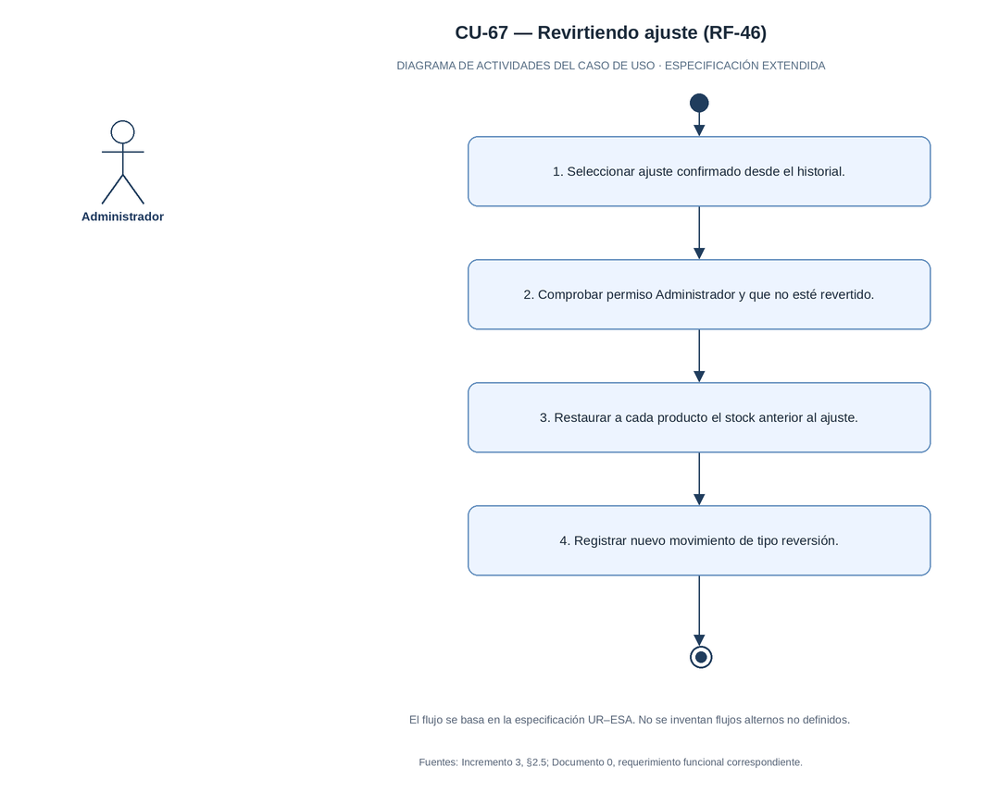 CU-67 — Revirtiendo ajuste (RF-46)
DIAGRAMA DE ACTIVIDADES DEL CASO DE USO · ESPECIFICACIÓN EXTENDIDA
Administrador
1. Seleccionar ajuste confirmado desde el historial.
2. Comprobar permiso Administrador y que no esté revertido.
3. Restaurar a cada producto el stock anterior al ajuste.
4. Registrar nuevo movimiento de tipo reversión.
El flujo se basa en la especificación UR–ESA. No se inventan flujos alternos no definidos.
Fuentes: Incremento 3, §2.5; Documento 0, requerimiento funcional correspondiente.